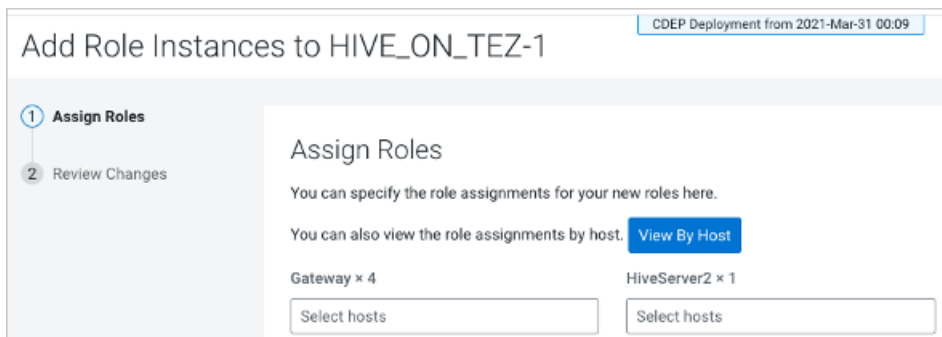 CDEP Deployment from 2021-Mar-31 00:09
Add Role Instances to HIVE_ON_TEZ-1
1 Assign Roles
2 Review Changes
Assign Roles
You can specify the role assignments for your new roles here.
You can also view the role assignments by host. View By Host
Gateway × 4 HiveServer2 × 1
Select hosts Select hosts